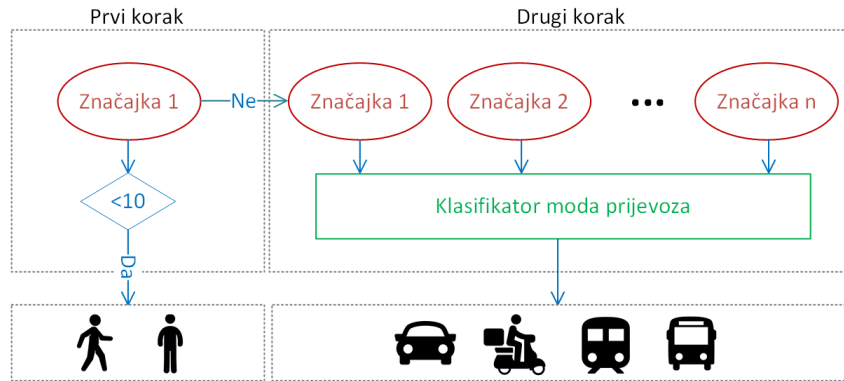 Prvi korak
Drugi korak
Značajka 1
Ne
Značajka 1
Značajka 2
...
Značajka n
<10
Klasifikator moda prijevoza
Da